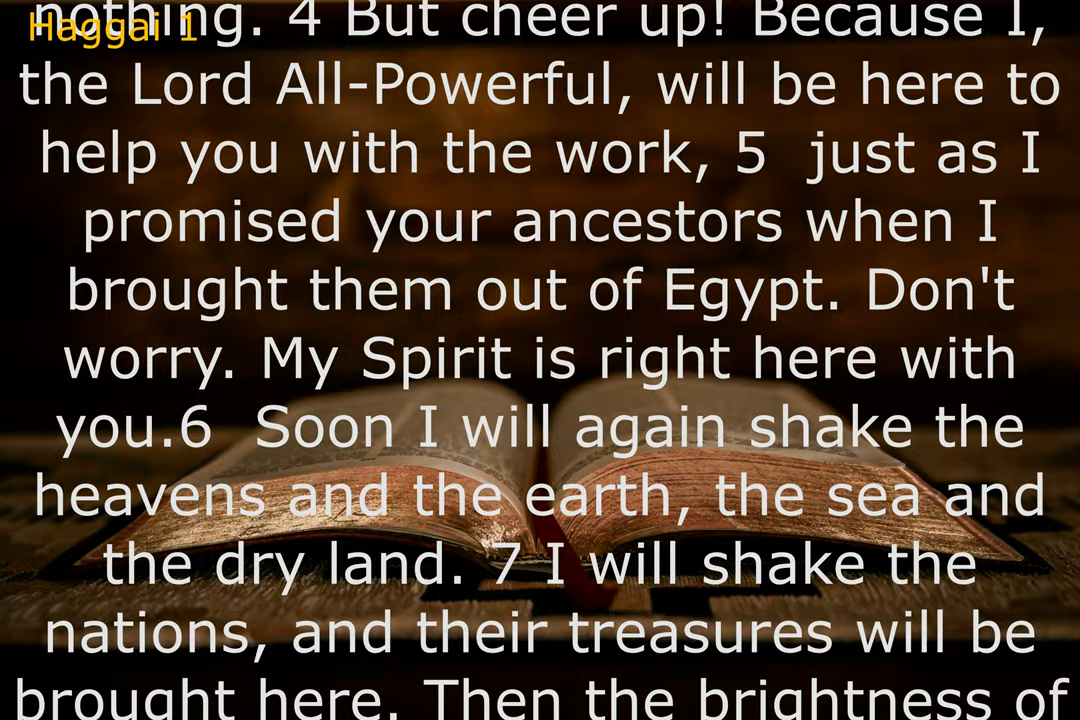 Haggai 1
nothing. 4 But cheer up! Because I,
the Lord All-Powerful, will be here to
help you with the work, 5 just as I
promised your ancestors when I
brought them out of Egypt. Don't
worry. My Spirit is right here with
you.6 Soon I will again shake the
heavens and the earth, the sea and
the dry land. 7 I will shake the
nations, and their treasures will be
brought here. Then the brightness of